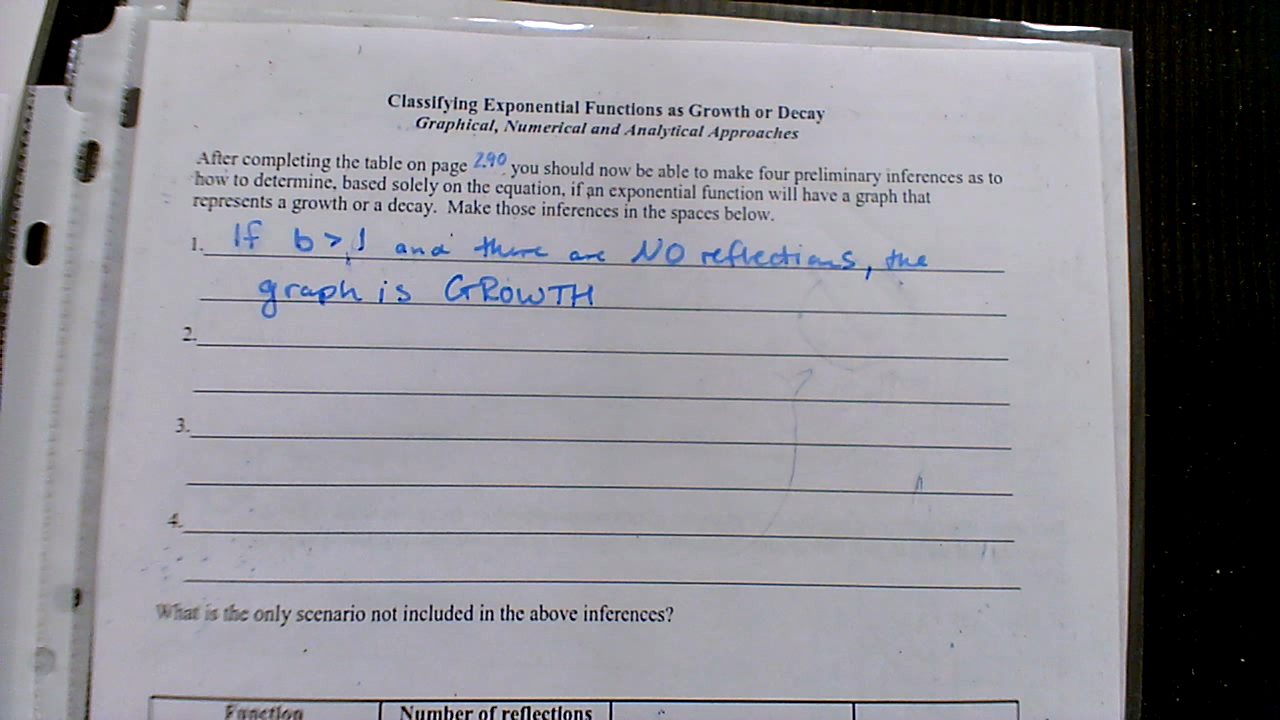 Classifying Exponential Functions as Growth or Decay
Graphical, Numerical and Analytical Approaches
After completing the table on page 290 you should now be able to make four preliminary inferences as to
how to determine, based solely on the equation, if an exponential function will have a graph that
represents a growth or a decay. Make those inferences in the spaces below.
1. If b > 1 and there are NO reflections, the
graph is GROWTH
2.
3.
4.
What is the only scenario not included in the above inferences?
Function Number of reflections